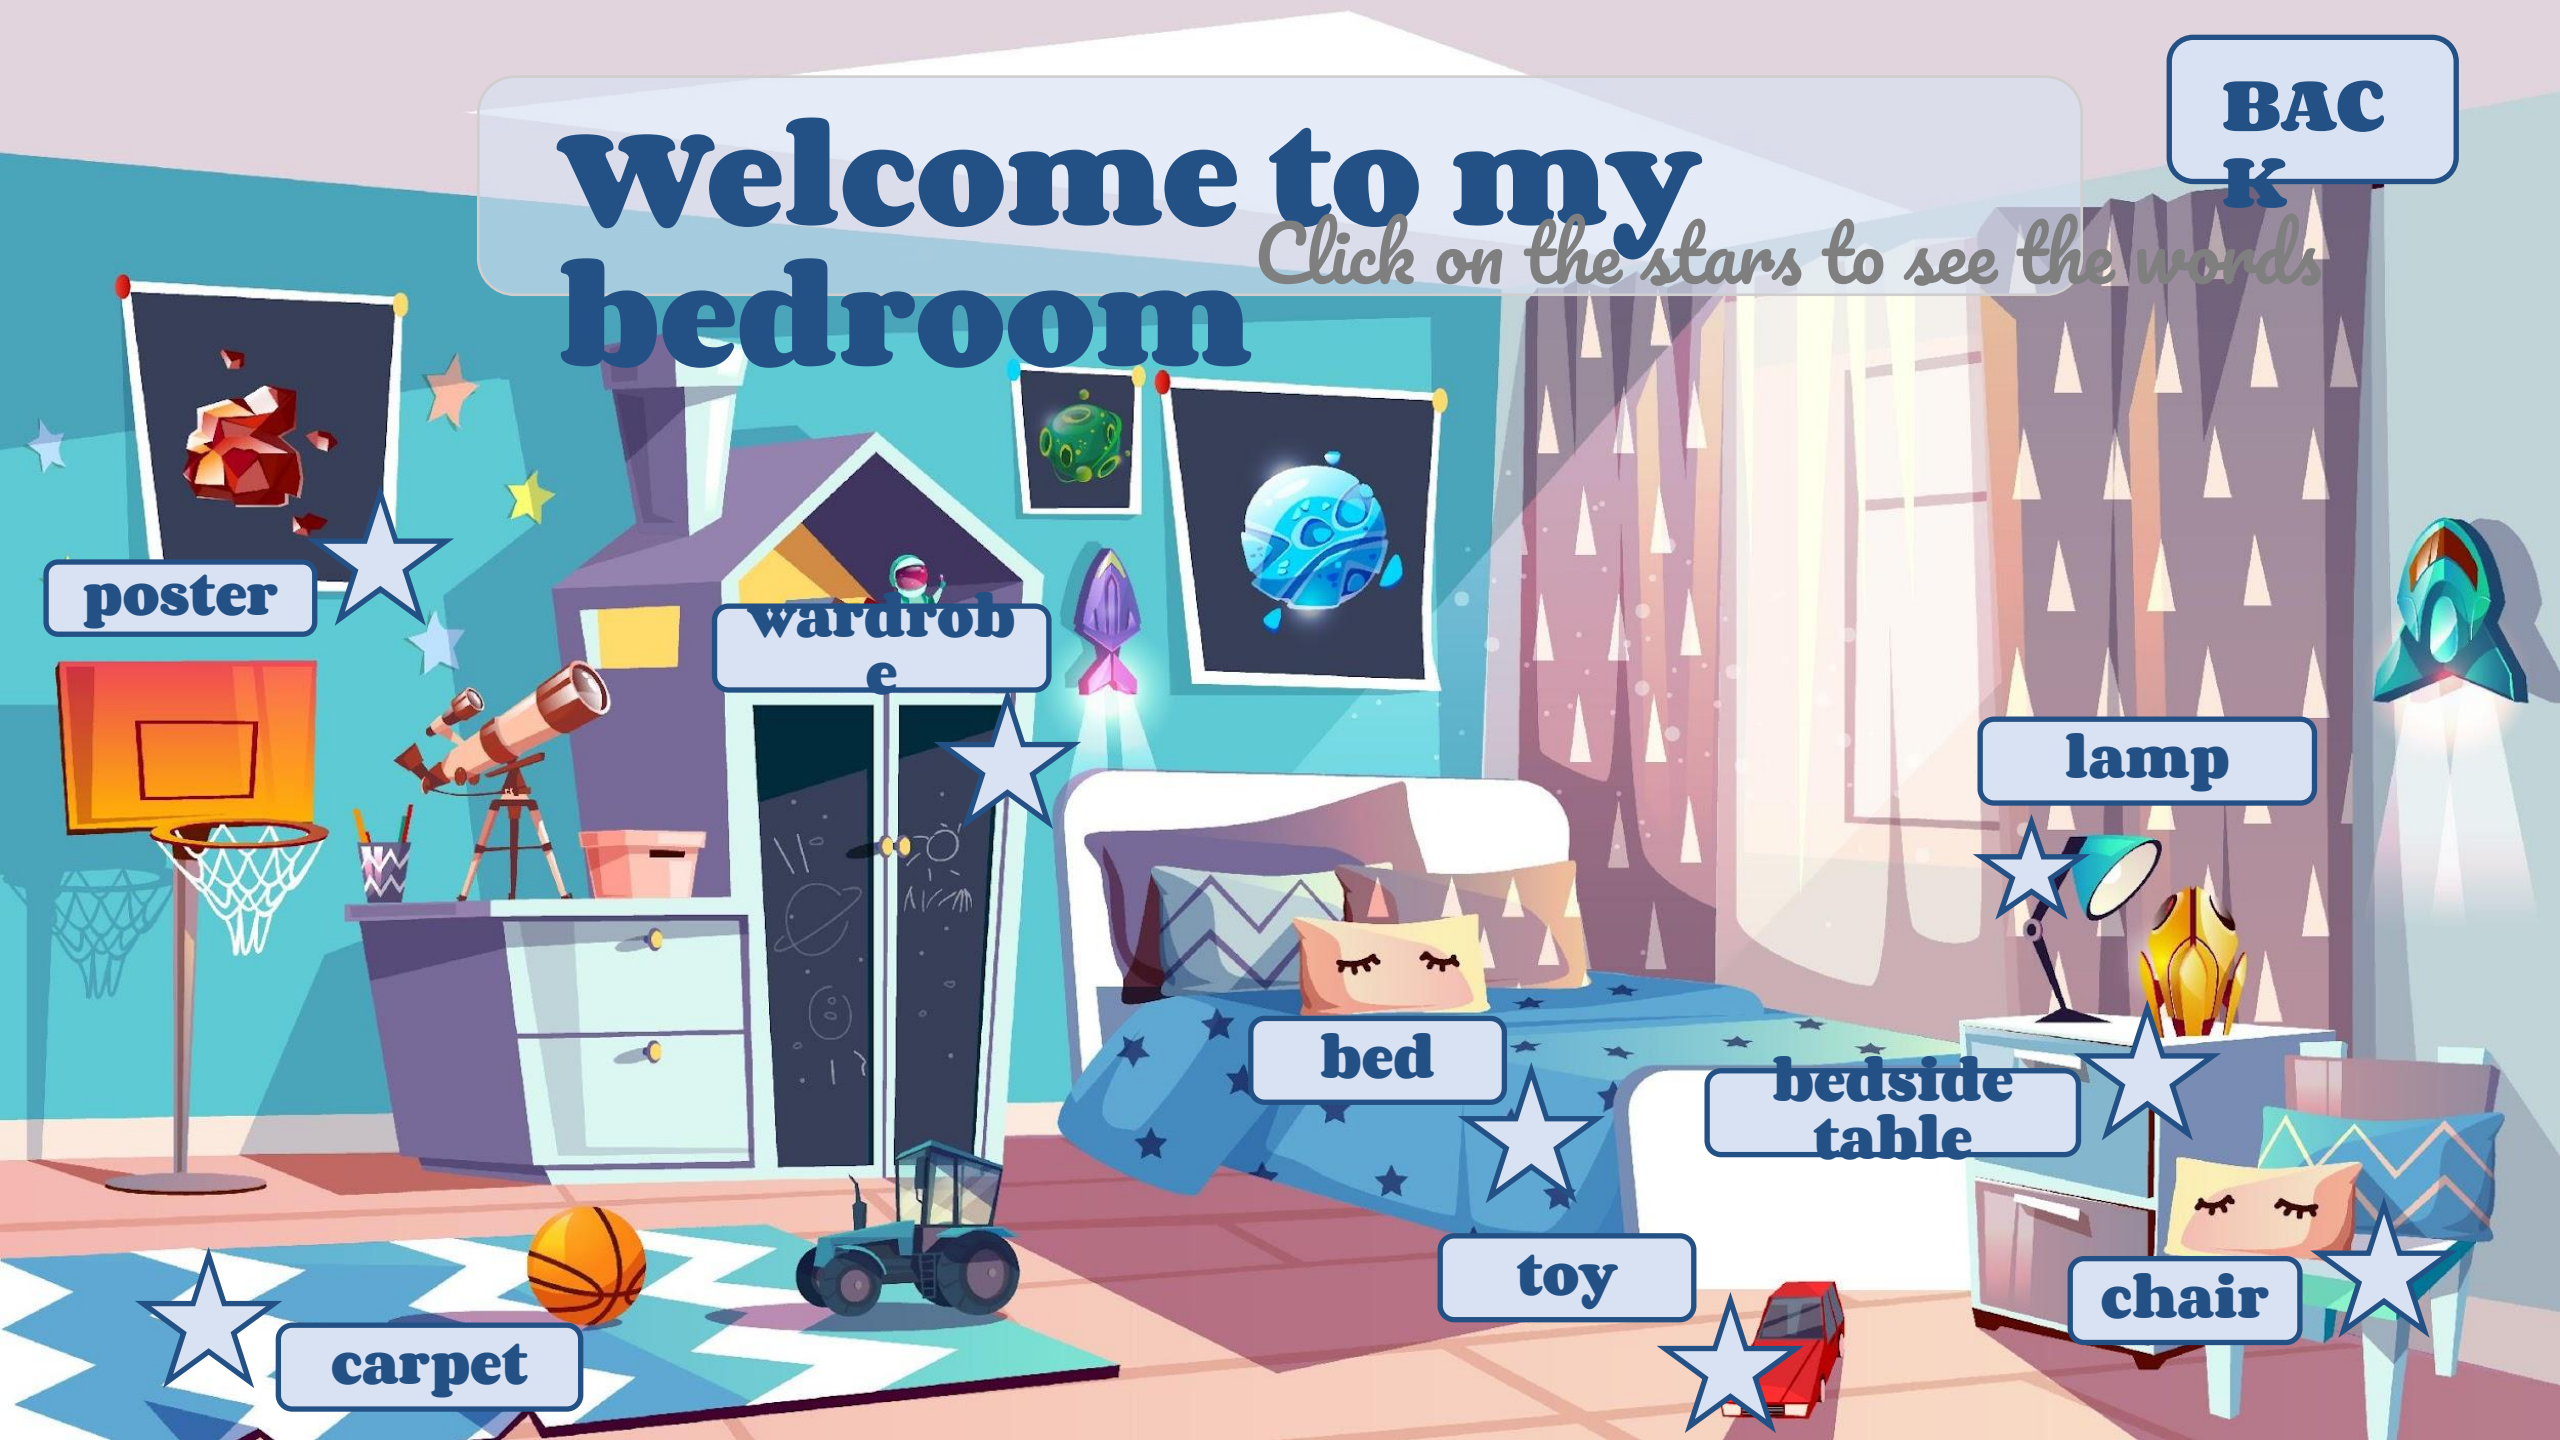 BAC
K
Welcome to my
bedroom
Click on the stars to see the words
poster
wardrob
e
lamp
bed
bedside
table
toy
chair
carpet